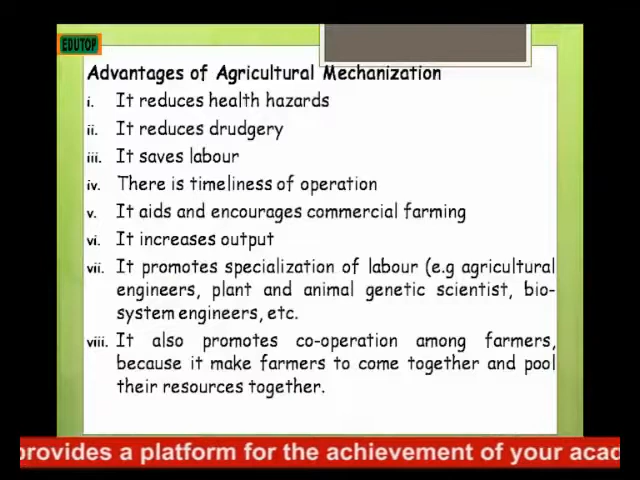 EDUTOP
Advantages of Agricultural Mechanization
i. It reduces health hazards
ii. It reduces drudgery
iii. It saves labour
iv. There is timeliness of operation
v. It aids and encourages commercial farming
vi. It increases output
vii. It promotes specialization of labour (e.g agricultural
engineers, plant and animal genetic scientist, bio-
system engineers, etc.
viii. It also promotes co-operation among farmers,
because it make farmers to come together and pool
their resources together.
provides a platform for the achievement of your acad